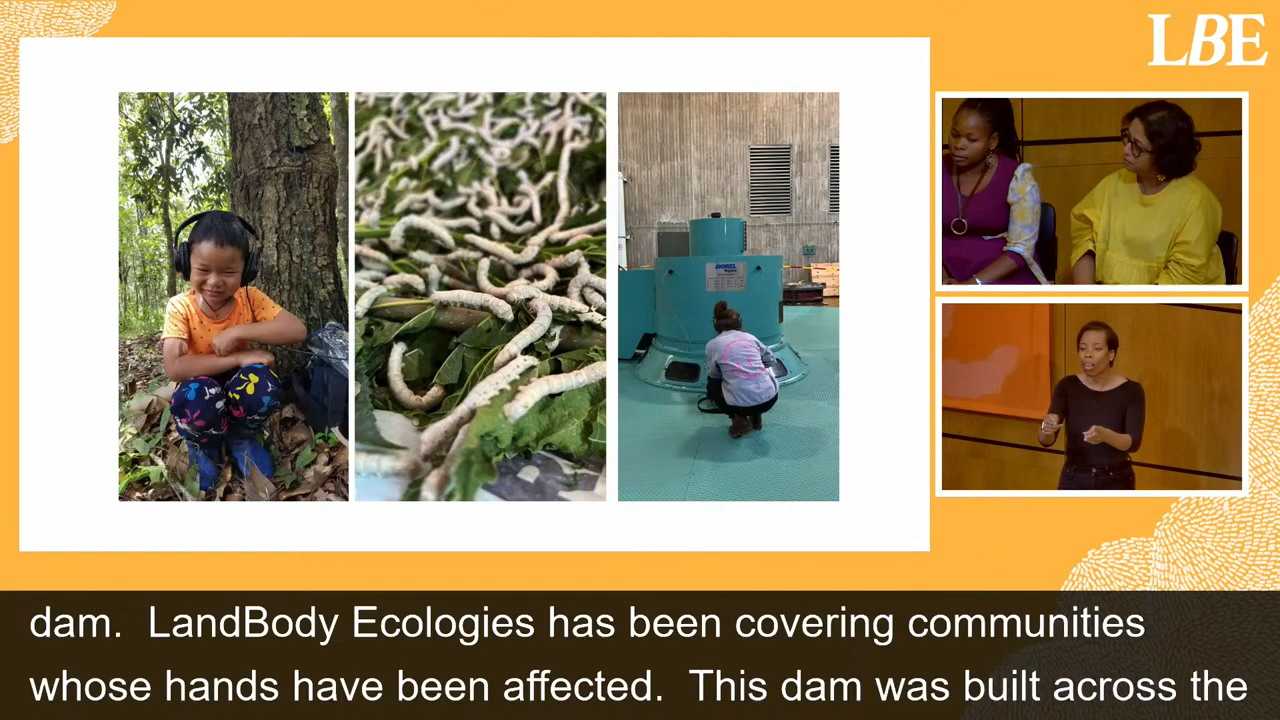 LBE
dam. LandBody Ecologies has been covering communities
whose hands have been affected. This dam was built across the